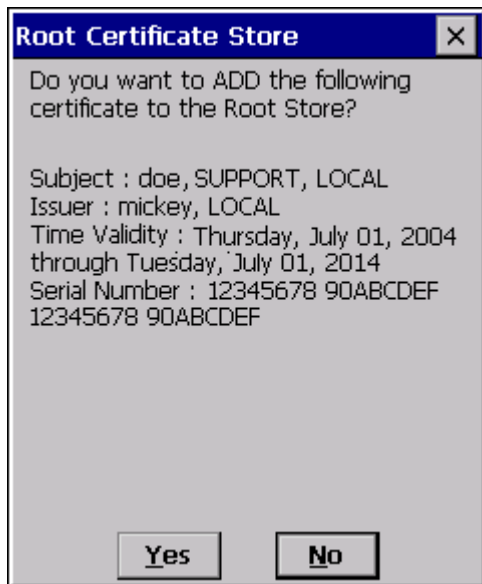 Root Certificate Store
Do you want to ADD the following
certificate to the Root Store?
Subject : doe, SUPPORT, LOCAL
Issuer : mickey, LOCAL
Time Validity : Thursday, July 01, 2004
through Tuesday, July 01, 2014
Serial Number : 12345678 90ABCDEF
12345678 90ABCDEF
Yes
No